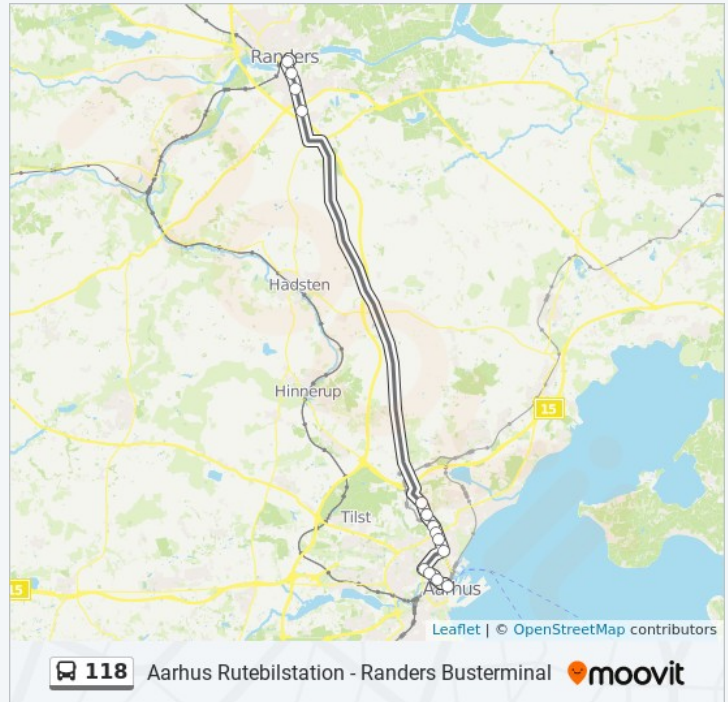 Randers
Hadsten
Hinnerup
15
Tilst
15
Aarhus
Leaflet | © OpenStreetMap contributors
118 Aarhus Rutebilstation - Randers Busterminal moovit